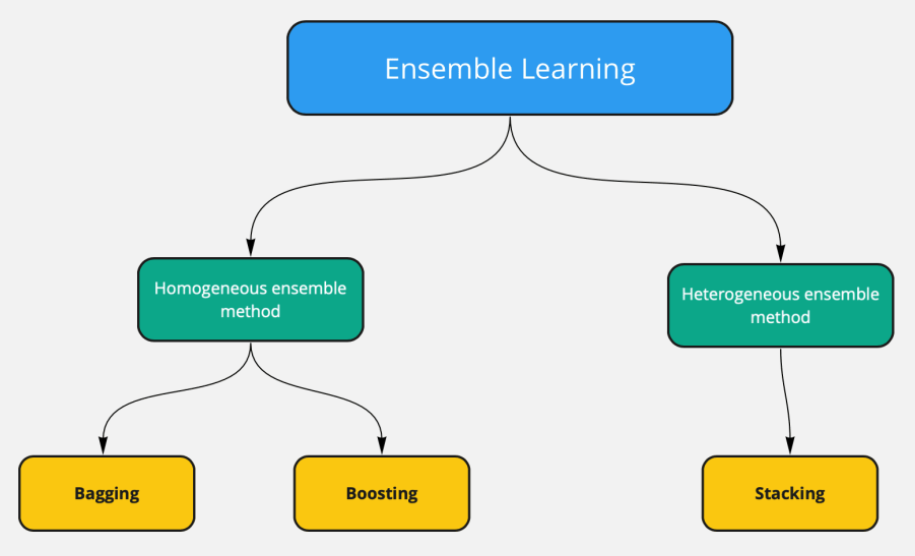 Ensemble Learning
Homogeneous ensemble
method
Heterogeneous ensemble
method
Bagging
Boosting
Stacking